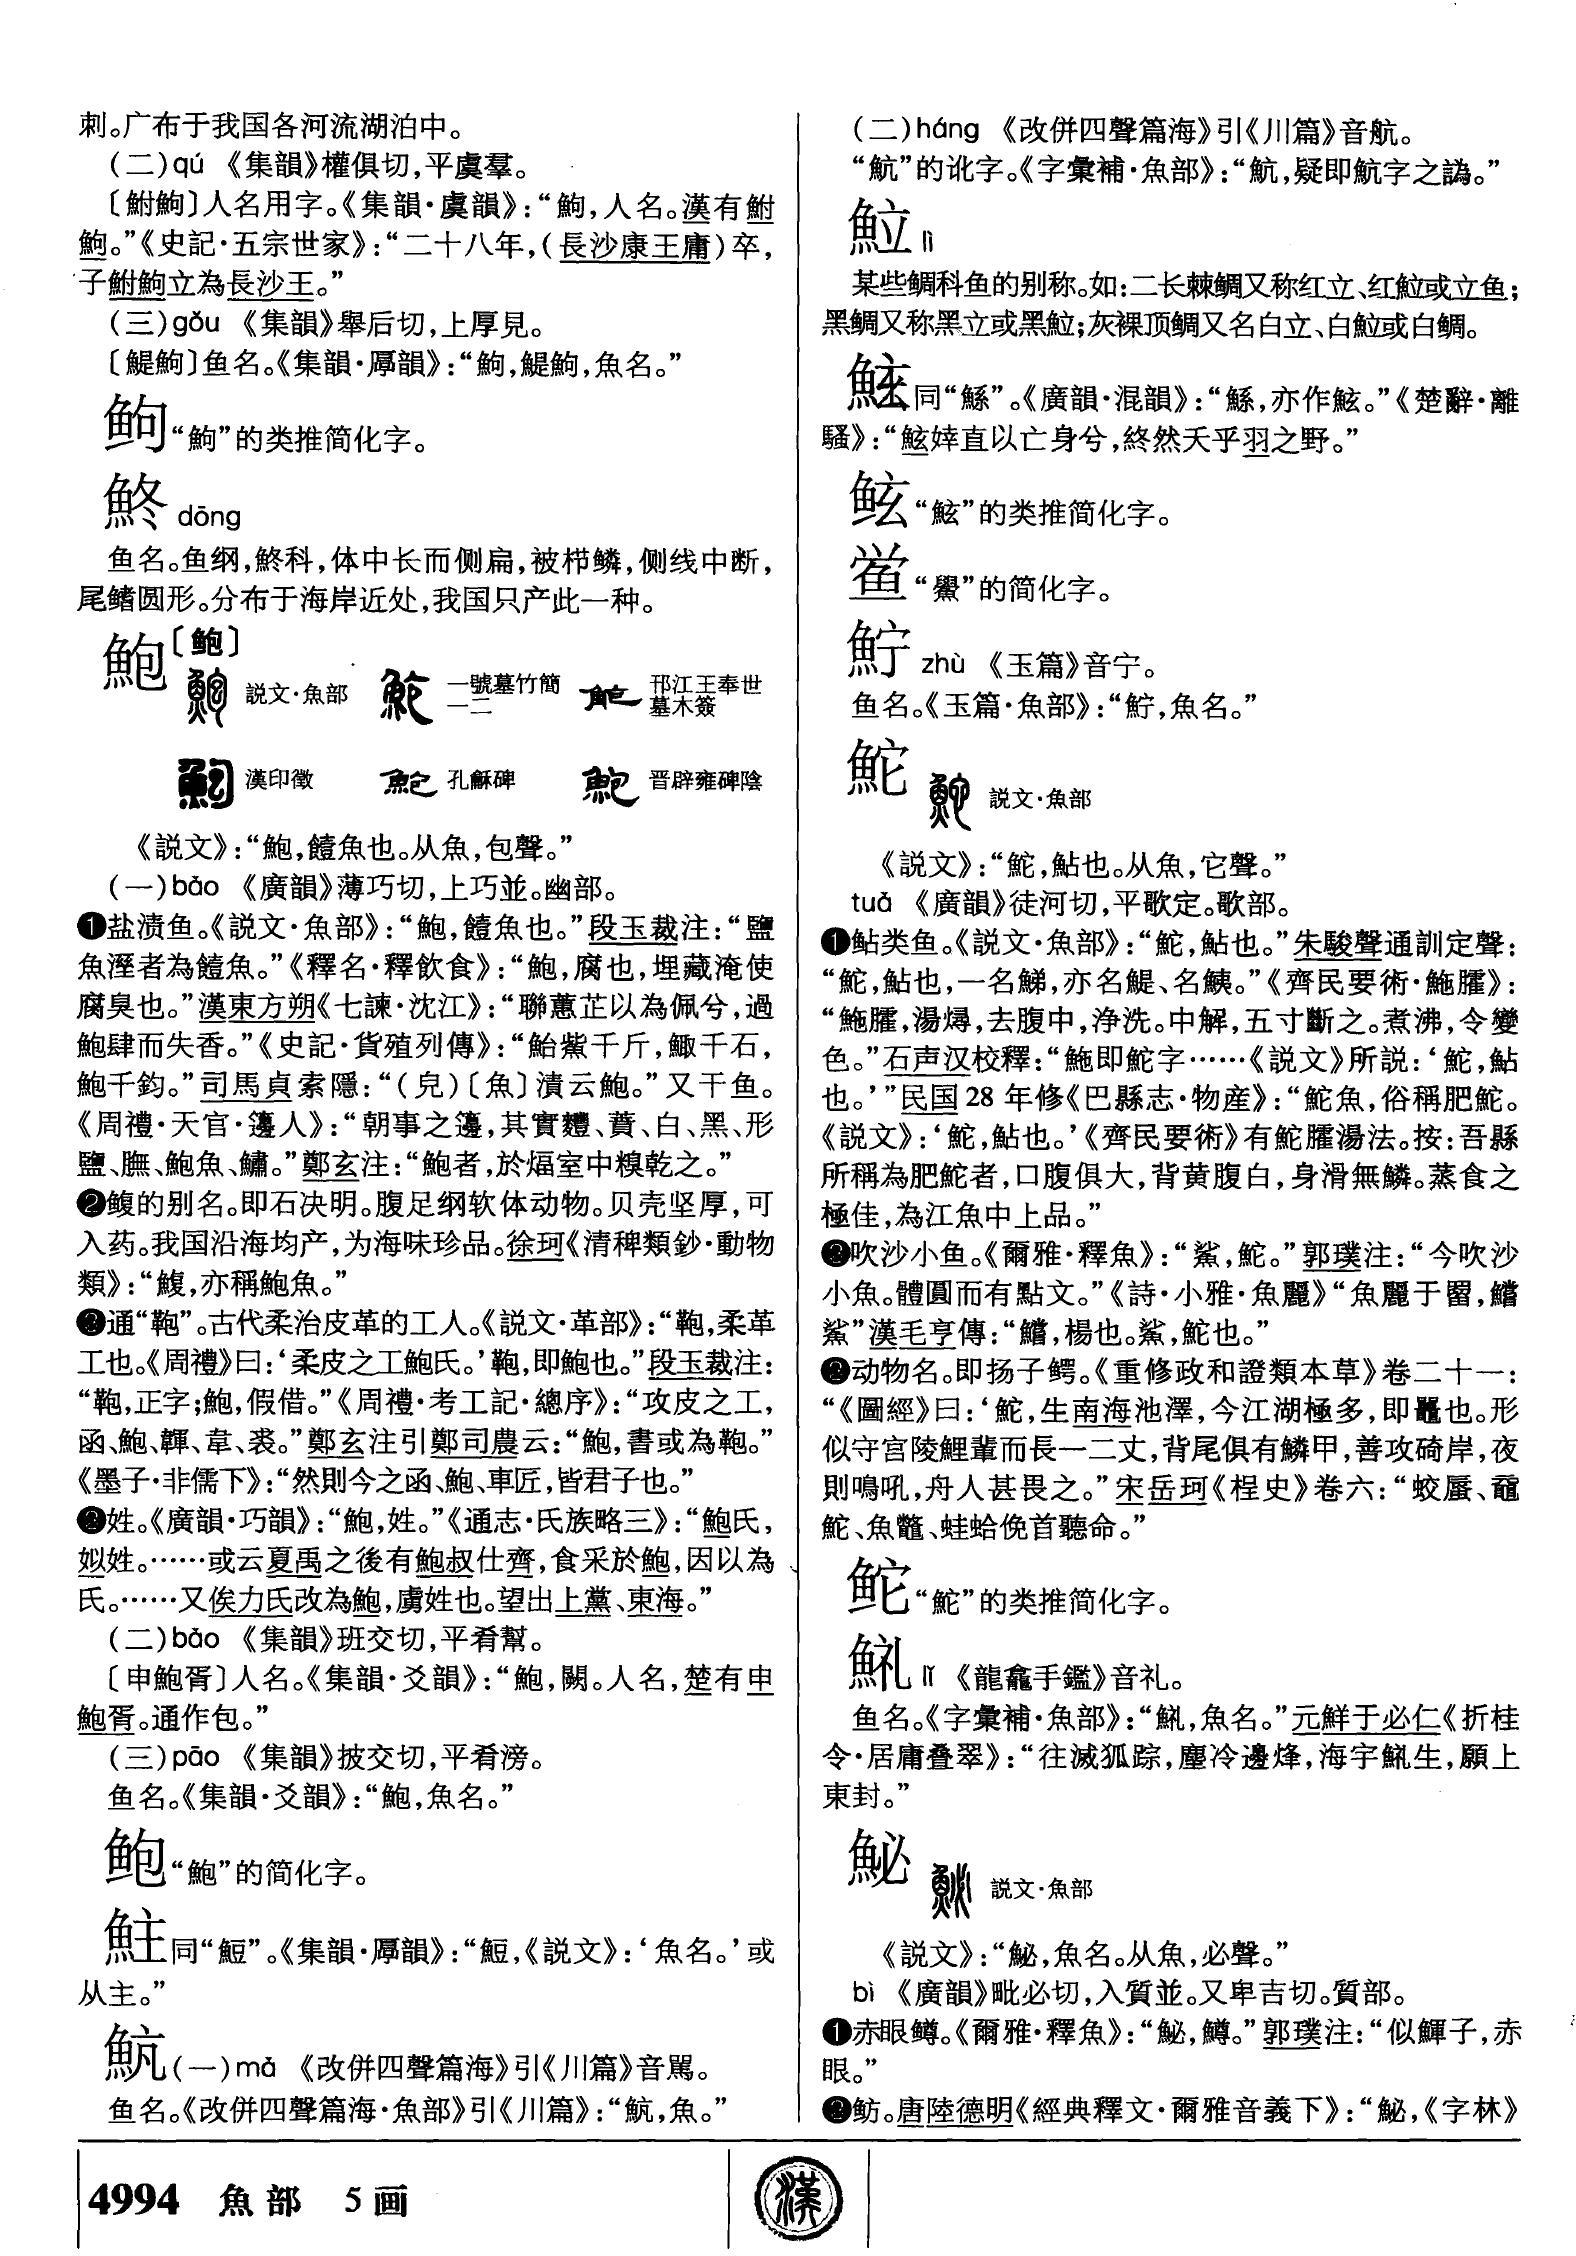 刺。广布于我国各河流湖泊中。
(二)qú 《集韻》權俱切,平虞羣。
〔鮒鮈〕人名用字。《集韻·虞韻》:“鮈,人名。漢有鮒
鮈。”《史記·五宗世家》:“二十八年,(長沙康王庸)卒,
子鮒鮈立為長沙王。”
(三)gǒu 《集韻》舉后切,上厚見。
〔鯷鮈〕鱼名。《集韻·厚韻》:“鮈,鯷鮈,魚名。”
𬶋“鮈”的类推简化字。
鮗 dōng
鱼名。鱼纲,鮗科,体中长而侧扁,被栉鳞,侧线中断,
尾鳍圆形。分布于海岸近处,我国只产此一种。
鮑〔鲍〕
説文·魚部 一號墓竹簡一二 邗江王奉世墓木簽
漢印徵 孔龢碑 晋辟雍碑陰
《説文》:“鮑,饐魚也。从魚,包聲。”
(一)bǎo 《廣韻》薄巧切,上巧並。幽部。
❶盐渍鱼。《説文·魚部》:“鮑,饐魚也。”段玉裁注:“鹽
魚溼者為饐魚。”《釋名·釋飲食》:“鮑,腐也,埋藏淹使
腐臭也。”漢東方朔《七諫·沈江》:“聯蕙芷以為佩兮,過
鮑肆而失香。”《史記·貨殖列傳》:“鮐鮆千斤,鯫千石,
鮑千鈞。”司馬貞索隱:“(皃)〔魚〕漬云鮑。”又干鱼。
《周禮·天官·籩人》:“朝事之籩,其實麷、蕡、白、黑、形
鹽、膴、鮑魚、鱐。”鄭玄注:“鮑者,於煏室中糗乾之。”
❷鳆的别名。即石决明。腹足纲软体动物。贝壳坚厚,可
入药。我国沿海均产,为海味珍品。徐珂《清稗類鈔·動物
類》:“鰒,亦稱鮑魚。”
❸通“鞄”。古代柔治皮革的工人。《説文·革部》:“鞄,柔革
工也。《周禮》曰:‘柔皮之工鮑氏。’鞄,即鮑也。”段玉裁注:
“鞄,正字;鮑,假借。”《周禮·考工記·總序》:“攻皮之工,
函、鮑、韗、韋、裘。”鄭玄注引鄭司農云:“鮑,書或為鞄。”
《墨子·非儒下》:“然則今之函、鮑、車匠,皆君子也。”
❹姓。《廣韻·巧韻》:“鮑,姓。”《通志·氏族略三》:“鮑氏,
姒姓。……或云夏禹之後有鮑叔仕齊,食采於鮑,因以為
氏。……又俟力氏改為鮑,虜姓也。望出上黨、東海。”
(二)bāo 《集韻》班交切,平肴幫。
〔申鮑胥〕人名。《集韻·爻韻》:“鮑,闕。人名,楚有申
鮑胥。通作包。”
(三)pāo 《集韻》披交切,平肴滂。
鱼名。《集韻·爻韻》:“鮑,魚名。”
鲍“鮑”的简化字。
鮏同“䱏”。《集韻·厚韻》:“䱏,《説文》:‘魚名。’或
从主。”
魧(一)mǎ 《改併四聲篇海》引《川篇》音駡。
鱼名。《改併四聲篇海·魚部》引《川篇》:“魧,魚。”
(二)háng 《改併四聲篇海》引《川篇》音航。
“魧”的讹字。《字彙補·魚部》:“魧,疑即魧字之譌。”
鴗 lì
某些鲷科鱼的别称。如:二长棘鲷又称红立、红䲞或立鱼;
黑鲷又称黑立或黑䲞;灰裸顶鲷又名白立、白䲞或白鲷。
鮌同“鯀”。《廣韻·混韻》:“鯀,亦作鮌。”《楚辭·離
騷》:“鮌婞直以亡身兮,終然夭乎羽之野。”
“鮌”的类推简化字。
鲎“鱟”的简化字。
䱆 zhù 《玉篇》音宁。
鱼名。《玉篇·魚部》:“䱆,魚名。”
鮀 説文·魚部
《説文》:“鮀,鮎也。从魚,它聲。”
tuó 《廣韻》徒河切,平歌定。歌部。
❶鲇类鱼。《説文·魚部》:“鮀,鮎也。”朱駿聲通訓定聲:
“鮀,鮎也,一名鮷,亦名鯷、名鮧。”《齊民要術·鮑臛》:
“鮑臛,湯燖,去腹中,净洗。中解,五寸斷之。煮沸,令變
色。”石声汉校釋:“鮑即鮀字……《説文》所説:‘鮀,鮎
也。’”民国28年修《巴縣志·物産》:“鮀魚,俗稱肥鮀。
《説文》:‘鮀,鮎也。’《齊民要術》有鮀臛湯法。按:吾縣
所稱為肥鮀者,口腹俱大,背黄腹白,身滑無鱗。蒸食之
極佳,為江魚中上品。”
❷吹沙小鱼。《爾雅·釋魚》:“鯊,鮀。”郭璞注:“今吹沙
小魚。體圓而有點文。”《詩·小雅·魚麗》“魚麗于罶,鱨
鯊”漢毛亨傳:“鱨,楊也。鯊,鮀也。”
❸动物名。即扬子鳄。《重修政和證類本草》卷二十一:
“《圖經》曰:‘鮀,生南海池澤,今江湖極多,即鼉也。形
似守宫陵鯉輩而長一二丈,背尾俱有鱗甲,善攻碕岸,夜
則鳴吼,舟人甚畏之。”宋岳珂《桯史》卷六:“蛟蜃、黿
鮀、魚鼈、蛙蛤俛首聽命。”
𬶍“鮀”的类推简化字。
鳦 lǐ 《龍龕手鑑》音礼。
鱼名。《字彙補·魚部》:“魚名。”元鮮于必仁《折桂
令·居庸叠翠》:“往滅狐踪,塵冷邊烽,海宇生,願上
東封。”
鮅 説文·魚部
《説文》:“鮅,魚名。从魚,必聲。”
bì 《廣韻》毗必切,入質並。又卑吉切。質部。
❶赤眼鳟。《爾雅·釋魚》:“鮅,鱒。”郭璞注:“似鯶子,赤
眼。”
❷鲂。唐陸德明《經典釋文·爾雅音義下》:“鮅,《字林》
4994 魚部 5画
漢